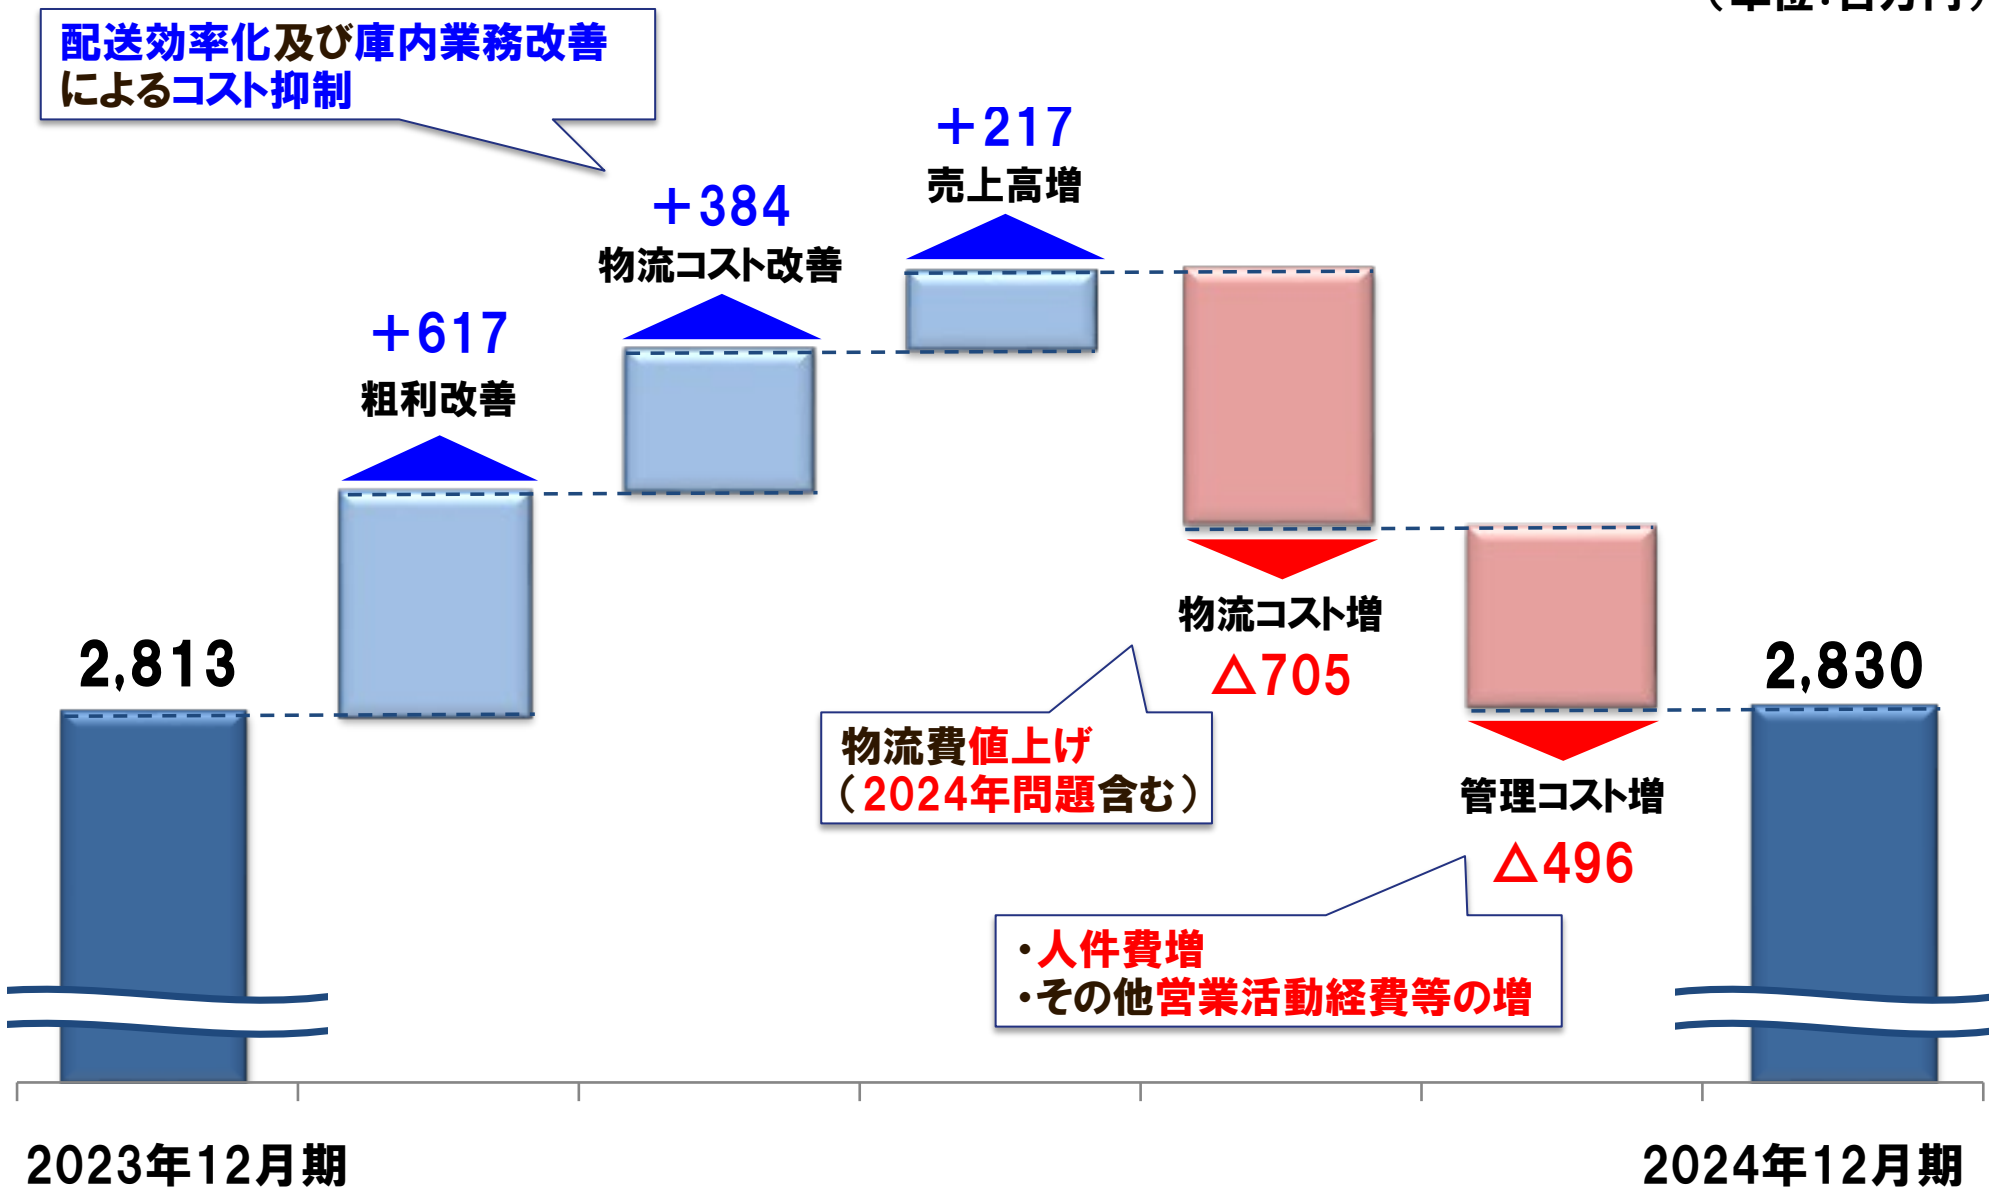 (単位:百万円)
配送効率化及び庫内業務改善
によるコスト抑制
+217
売上高増
+384
物流コスト改善
+617
粗利改善
物流コスト増
△705
2,813
2,830
物流費値上げ
(2024年問題含む)
管理コスト増
△496
・人件費増
・その他営業活動経費等の増
2023年12月期
2024年12月期